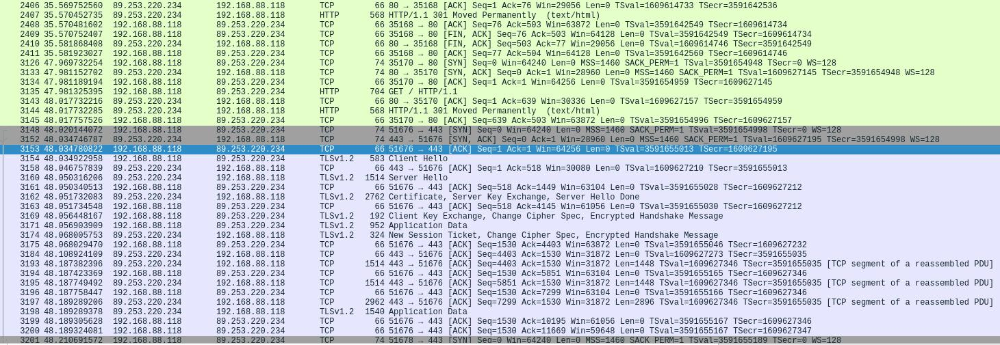 2406 35.569752560 89.253.220.234 192.168.88.118 TCP 66 80 → 35168 [ACK] Seq=1 Ack=76 Win=29056 Len=0 TSval=1609614733 TSecr=3591642536
2407 35.570452735 89.253.220.234 192.168.88.118 HTTP 568 HTTP/1.1 301 Moved Permanently (text/html)
2408 35.570481602 192.168.88.118 89.253.220.234 TCP 66 35168 → 80 [ACK] Seq=76 Ack=503 Win=63872 Len=0 TSval=3591642549 TSecr=1609614734
2409 35.570752407 192.168.88.118 89.253.220.234 TCP 66 35168 → 80 [FIN, ACK] Seq=76 Ack=503 Win=64128 Len=0 TSval=3591642549 TSecr=1609614734
2410 35.581868408 89.253.220.234 192.168.88.118 TCP 66 80 → 35168 [FIN, ACK] Seq=503 Ack=77 Win=29056 Len=0 TSval=1609614746 TSecr=3591642549
2411 35.581923027 192.168.88.118 89.253.220.234 TCP 66 35168 → 80 [ACK] Seq=77 Ack=504 Win=64128 Len=0 TSval=3591642560 TSecr=1609614746
3126 47.969732254 192.168.88.118 89.253.220.234 TCP 74 35170 → 80 [SYN] Seq=0 Win=64240 Len=0 MSS=1460 SACK_PERM=1 TSval=3591654948 TSecr=0 WS=128
3133 47.981152702 89.253.220.234 192.168.88.118 TCP 74 80 → 35170 [SYN, ACK] Seq=0 Ack=1 Win=28960 Len=0 MSS=1460 SACK_PERM=1 TSval=1609627145 TSecr=3591654948 WS=128
3134 47.981189194 192.168.88.118 89.253.220.234 TCP 66 35170 → 80 [ACK] Seq=1 Ack=1 Win=64256 Len=0 TSval=3591654959 TSecr=1609627145
3135 47.981325395 192.168.88.118 89.253.220.234 HTTP 704 GET / HTTP/1.1
3143 48.017732216 89.253.220.234 192.168.88.118 TCP 66 80 → 35170 [ACK] Seq=1 Ack=639 Win=30336 Len=0 TSval=1609627157 TSecr=3591654959
3144 48.017732285 89.253.220.234 192.168.88.118 HTTP 568 HTTP/1.1 301 Moved Permanently (text/html)
3145 48.017757526 192.168.88.118 89.253.220.234 TCP 66 35170 → 80 [ACK] Seq=639 Ack=503 Win=63872 Len=0 TSval=3591654996 TSecr=1609627157
3148 48.020144072 192.168.88.118 89.253.220.234 TCP 74 51676 → 443 [SYN] Seq=0 Win=64240 Len=0 MSS=1460 SACK_PERM=1 TSval=3591654998 TSecr=0 WS=128
3152 48.034746787 89.253.220.234 192.168.88.118 TCP 74 443 → 51676 [SYN, ACK] Seq=0 Ack=1 Win=28960 Len=0 MSS=1460 SACK_PERM=1 TSval=1609627195 TSecr=3591654998 WS=128
3153 48.034780822 192.168.88.118 89.253.220.234 TCP 66 51676 → 443 [ACK] Seq=1 Ack=1 Win=64256 Len=0 TSval=3591655013 TSecr=1609627195
3154 48.034922958 192.168.88.118 89.253.220.234 TLSv1.2 583 Client Hello
3158 48.046757839 89.253.220.234 192.168.88.118 TCP 66 443 → 51676 [ACK] Seq=1 Ack=518 Win=30080 Len=0 TSval=1609627210 TSecr=3591655013
3160 48.050316206 89.253.220.234 192.168.88.118 TLSv1.2 1514 Server Hello
3161 48.050340513 192.168.88.118 89.253.220.234 TCP 66 51676 → 443 [ACK] Seq=518 Ack=1449 Win=63104 Len=0 TSval=3591655028 TSecr=1609627212
3162 48.051732083 89.253.220.234 192.168.88.118 TLSv1.2 2762 Certificate, Server Key Exchange, Server Hello Done
3163 48.051734548 192.168.88.118 89.253.220.234 TCP 66 51676 → 443 [ACK] Seq=518 Ack=4145 Win=61056 Len=0 TSval=3591655030 TSecr=1609627212
3169 48.056448167 192.168.88.118 89.253.220.234 TLSv1.2 192 Client Key Exchange, Change Cipher Spec, Encrypted Handshake Message
3171 48.056903909 192.168.88.118 89.253.220.234 TLSv1.2 952 Application Data
3174 48.068005753 89.253.220.234 192.168.88.118 TLSv1.2 324 New Session Ticket, Change Cipher Spec, Encrypted Handshake Message
3175 48.068029470 192.168.88.118 89.253.220.234 TCP 66 51676 → 443 [ACK] Seq=1530 Ack=4403 Win=63872 Len=0 TSval=3591655046 TSecr=1609627232
3184 48.108924109 89.253.220.234 192.168.88.118 TCP 66 443 → 51676 [ACK] Seq=4403 Ack=1530 Win=31872 Len=0 TSval=1609627273 TSecr=3591655035
3193 48.187382396 89.253.220.234 192.168.88.118 TCP 1514 443 → 51676 [ACK] Seq=4403 Ack=1530 Win=31872 Len=1448 TSval=1609627346 TSecr=3591655035 [TCP segment of a reassembled PDU]
3194 48.187423369 192.168.88.118 89.253.220.234 TCP 66 51676 → 443 [ACK] Seq=1530 Ack=5851 Win=63104 Len=0 TSval=3591655165 TSecr=1609627346
3195 48.187749492 89.253.220.234 192.168.88.118 TCP 1514 443 → 51676 [ACK] Seq=5851 Ack=1530 Win=31872 Len=1448 TSval=1609627346 TSecr=3591655035 [TCP segment of a reassembled PDU]
3196 48.187758447 192.168.88.118 89.253.220.234 TCP 66 51676 → 443 [ACK] Seq=1530 Ack=7299 Win=63104 Len=0 TSval=3591655166 TSecr=1609627346
3197 48.189289206 89.253.220.234 192.168.88.118 TCP 2962 443 → 51676 [ACK] Seq=7299 Ack=1530 Win=31872 Len=2896 TSval=1609627346 TSecr=3591655035 [TCP segment of a reassembled PDU]
3198 48.189289378 89.253.220.234 192.168.88.118 TLSv1.2 1540 Application Data
3199 48.189305628 192.168.88.118 89.253.220.234 TCP 66 51676 → 443 [ACK] Seq=1530 Ack=10195 Win=61056 Len=0 TSval=3591655167 TSecr=1609627346
3200 48.189324081 192.168.88.118 89.253.220.234 TCP 66 51676 → 443 [ACK] Seq=1530 Ack=11669 Win=59648 Len=0 TSval=3591655167 TSecr=1609627347
3201 48.210691572 192.168.88.118 89.253.220.234 TCP 74 51678 → 443 [SYN] Seq=0 Win=64240 Len=0 MSS=1460 SACK_PERM=1 TSval=3591655189 TSecr=0 WS=128